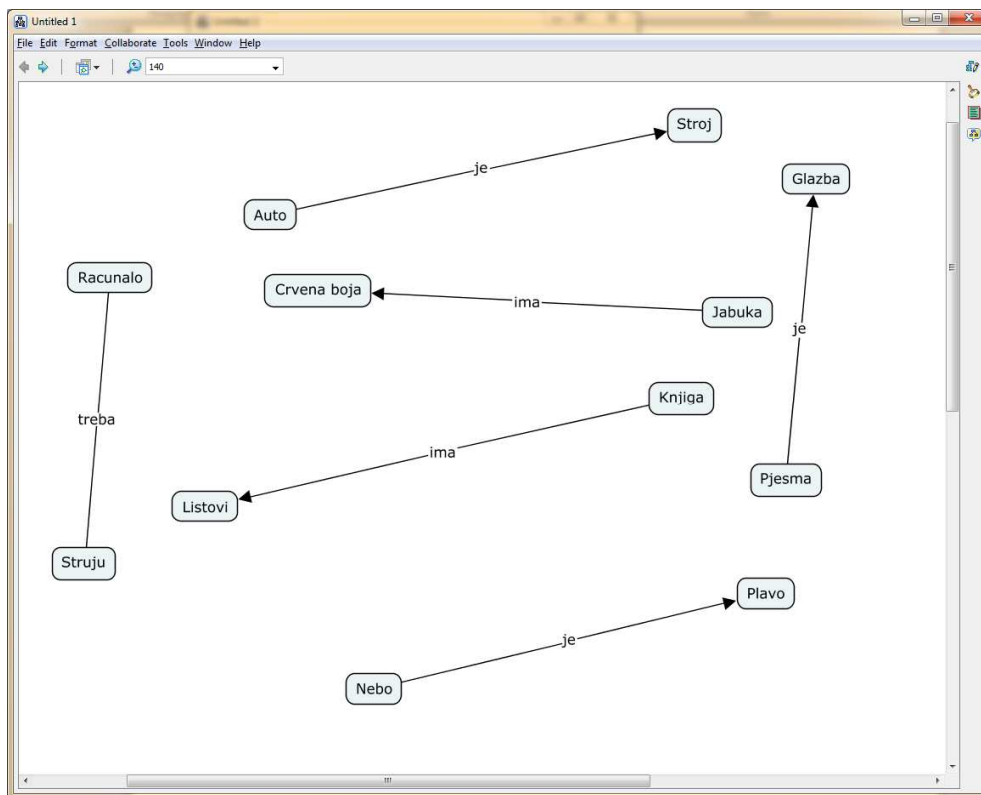 Untitled 1
File Edit Format Collaborate Tools Window Help
140
Stroj
je
Glazba
Auto
Racunalo
Crvena boja
ima
Jabuka
je
Knjiga
treba
ima
Pjesma
Listovi
Struju
Plavo
je
Nebo